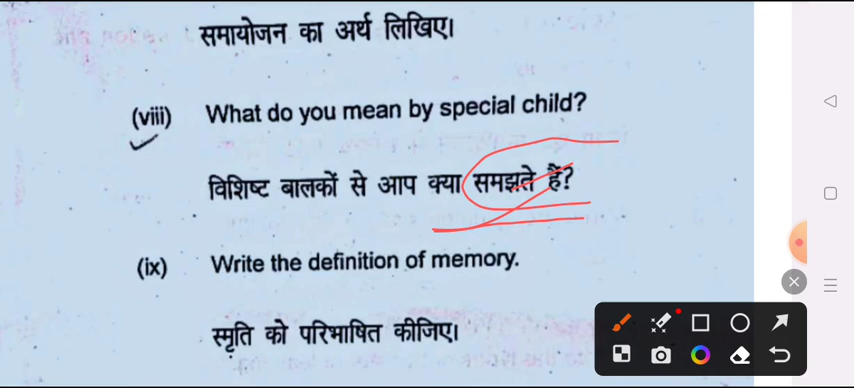 समायोजन का अर्थ लिखिए।
(viii) What do you mean by special child?
विशिष्ट बालकों से आप क्या समझते हैं?
(ix) Write the definition of memory.
स्मृति को परिभाषित कीजिए।